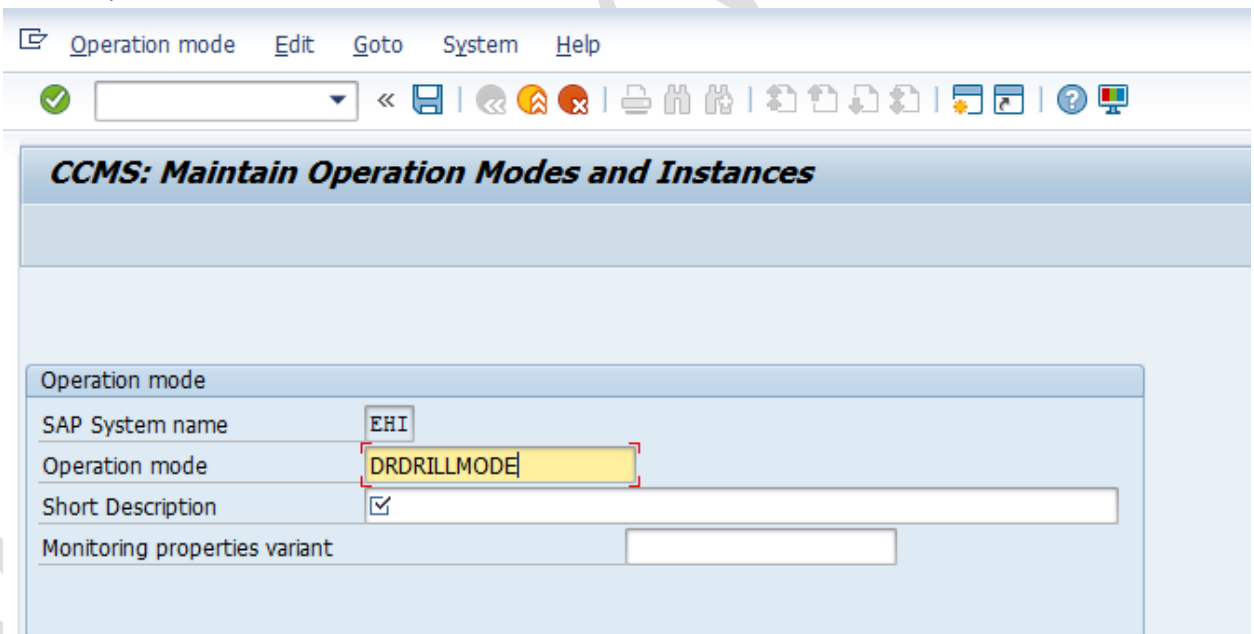 Operation mode Edit Goto System Help
CCMS: Maintain Operation Modes and Instances
Operation mode
SAP System name EHI
Operation mode DRDRILLMODE
Short Description
Monitoring properties variant